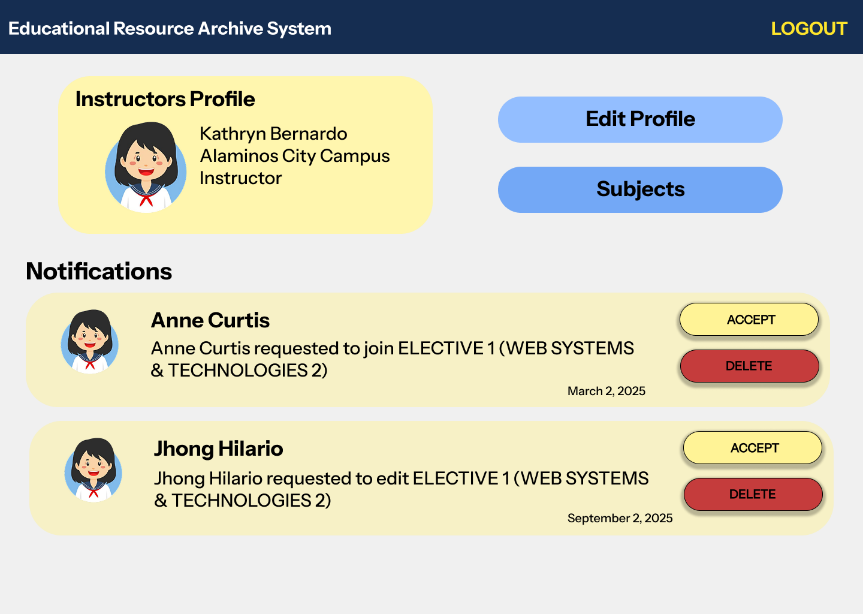 Educational Resource Archive System
LOGOUT
Instructors Profile
Kathryn Bernardo
Alaminos City Campus
Instructor
Edit Profile
Subjects
Notifications
Anne Curtis
Anne Curtis requested to join ELECTIVE 1 (WEB SYSTEMS
& TECHNOLOGIES 2)
March 2, 2025
ACCEPT
DELETE
Jhong Hilario
Jhong Hilario requested to edit ELECTIVE 1 (WEB SYSTEMS
& TECHNOLOGIES 2)
September 2, 2025
ACCEPT
DELETE